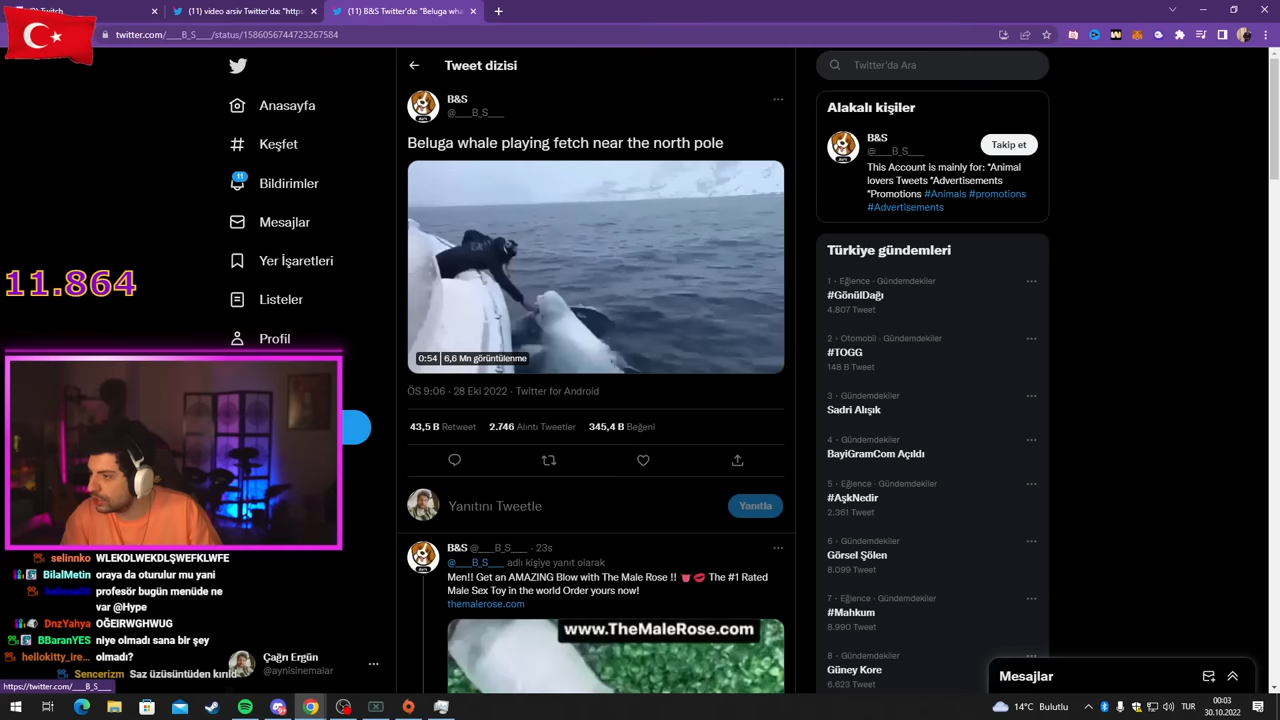 (11) video arsiv Twitter'da: "https:
(11) B&S Twitter'da: "Beluga wha
twitter.com/___B_S___/status/1586056744723267584
Anasayfa
Keşfet
11
Bildirimler
Mesajlar
Yer İşaretleri
Listeler
Profil
11.864
Tweet dizisi
B&S
@___B_S___
Beluga whale playing fetch near the north pole
0:54 6,6 Mn görüntülenme
ÖS 9:06 · 28 Eki 2022 · Twitter for Android
43,5 B Retweet 2.746 Alıntı Tweetler 345,4 B Beğeni
Yanıtını Tweetle
Yanıtla
B&S @___B_S___ · 23s
@___B_S___ adlı kişiye yanıt olarak
Men!! Get an AMAZING Blow with The Male Rose !! 👅💋 The #1 Rated
Male Sex Toy in the world Order yours now!
themalerose.com
www.TheMaleRose.com
Twitter'da Ara
Alakalı kişiler
B&S
@___B_S___
Takip et
This Account is mainly for: *Animal
lovers Tweets *Advertisements
*Promotions #Animals #promotions
#Advertisements
Türkiye gündemleri
1 · Eğlence · Gündemdekiler
#GönülDağı
4.807 Tweet
2 · Otomobil · Gündemdekiler
#TOGG
148 B Tweet
3 · Gündemdekiler
Sadri Alışık
4 · Gündemdekiler
BayiGramCom Açıldı
5 · Eğlence · Gündemdekiler
#AşkNedir
2.361 Tweet
6 · Gündemdekiler
Görsel Şölen
8.099 Tweet
7 · Eğlence · Gündemdekiler
#Mahkum
8.990 Tweet
8 · Gündemdekiler
Güney Kore
6.623 Tweet
Mesajlar
selinnko WLEKDLWEKDLŞWEFKLWFE
BilalMetin oraya da oturulur mu yani
profesör bugün menüde ne
var @Hype
DnzYahya OĞEIRWGHWUG
BBaranYES niye olmadı sana bir şey
hellokitty_ire... olmadı?
Sencerizm Saz üzüsüntüden kırıld
Çağrı Ergün
@aynisinemalar
https://twitter.com/___B_S___
14°C Bulutlu
TUR
00:03
30.10.2022